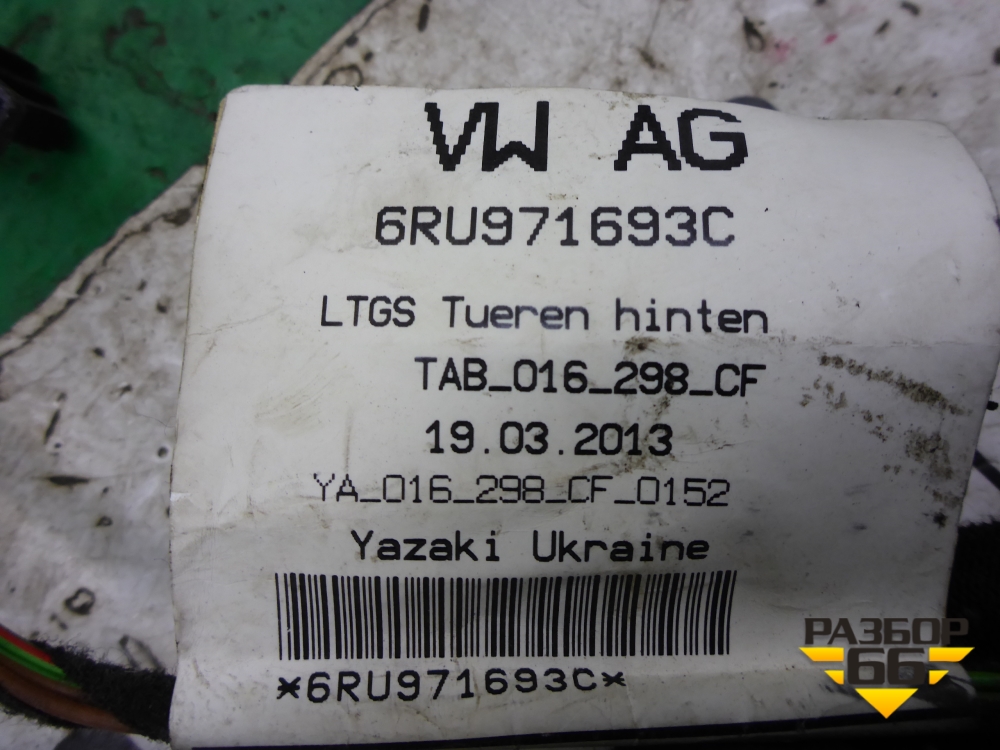 VW AG
6RU971693C
LTGS Tueren hinten
TAB_016_298_CF
19.03.2013
YA_016_298_CF_0152
Yazaki Ukraine
*6RU971693C*
РАЗБОР
66